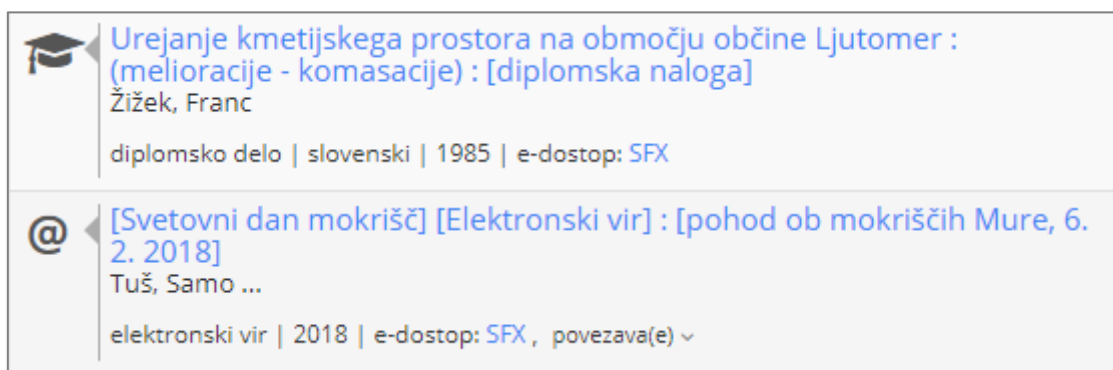 Urejanje kmetijskega prostora na območju občine Ljutomer :
(melioracije - komasacije) : [diplomska naloga]
Žižek, Franc
diplomsko delo | slovenski | 1985 | e-dostop: SFX
@
[Svetovni dan mokrišč] [Elektronski vir] : [pohod ob mokriščih Mure, 6.
2. 2018]
Tuš, Samo ...
elektronski vir | 2018 | e-dostop: SFX , povezava(e)